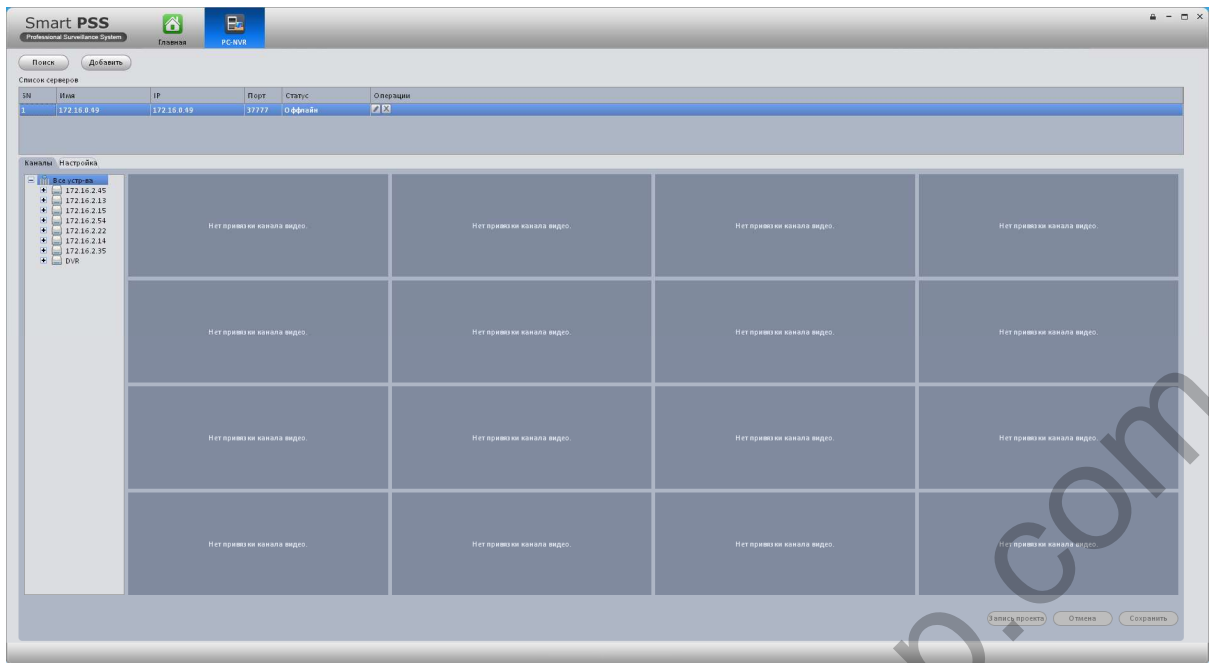 Smart PSS
Professional Surveillance System
Главная
PC-NVR
Поиск Добавить
Список серверов
SN Имя IP Порт Статус Операции
1 172.16.0.49 172.16.0.49 37777 Оффлайн
Каналы Настройка
Все устр-ва
172.16.2.45
172.16.2.13
172.16.2.15
172.16.2.54
172.16.2.22
172.16.2.14
172.16.2.35
DVR
Нет привязки канала видео. Нет привязки канала видео. Нет привязки канала видео. Нет привязки канала видео.
Нет привязки канала видео. Нет привязки канала видео. Нет привязки канала видео. Нет привязки канала видео.
Нет привязки канала видео. Нет привязки канала видео. Нет привязки канала видео. Нет привязки канала видео.
Нет привязки канала видео. Нет привязки канала видео. Нет привязки канала видео. Нет привязки канала видео.
Запись проекта Отмена Сохранить
p.com